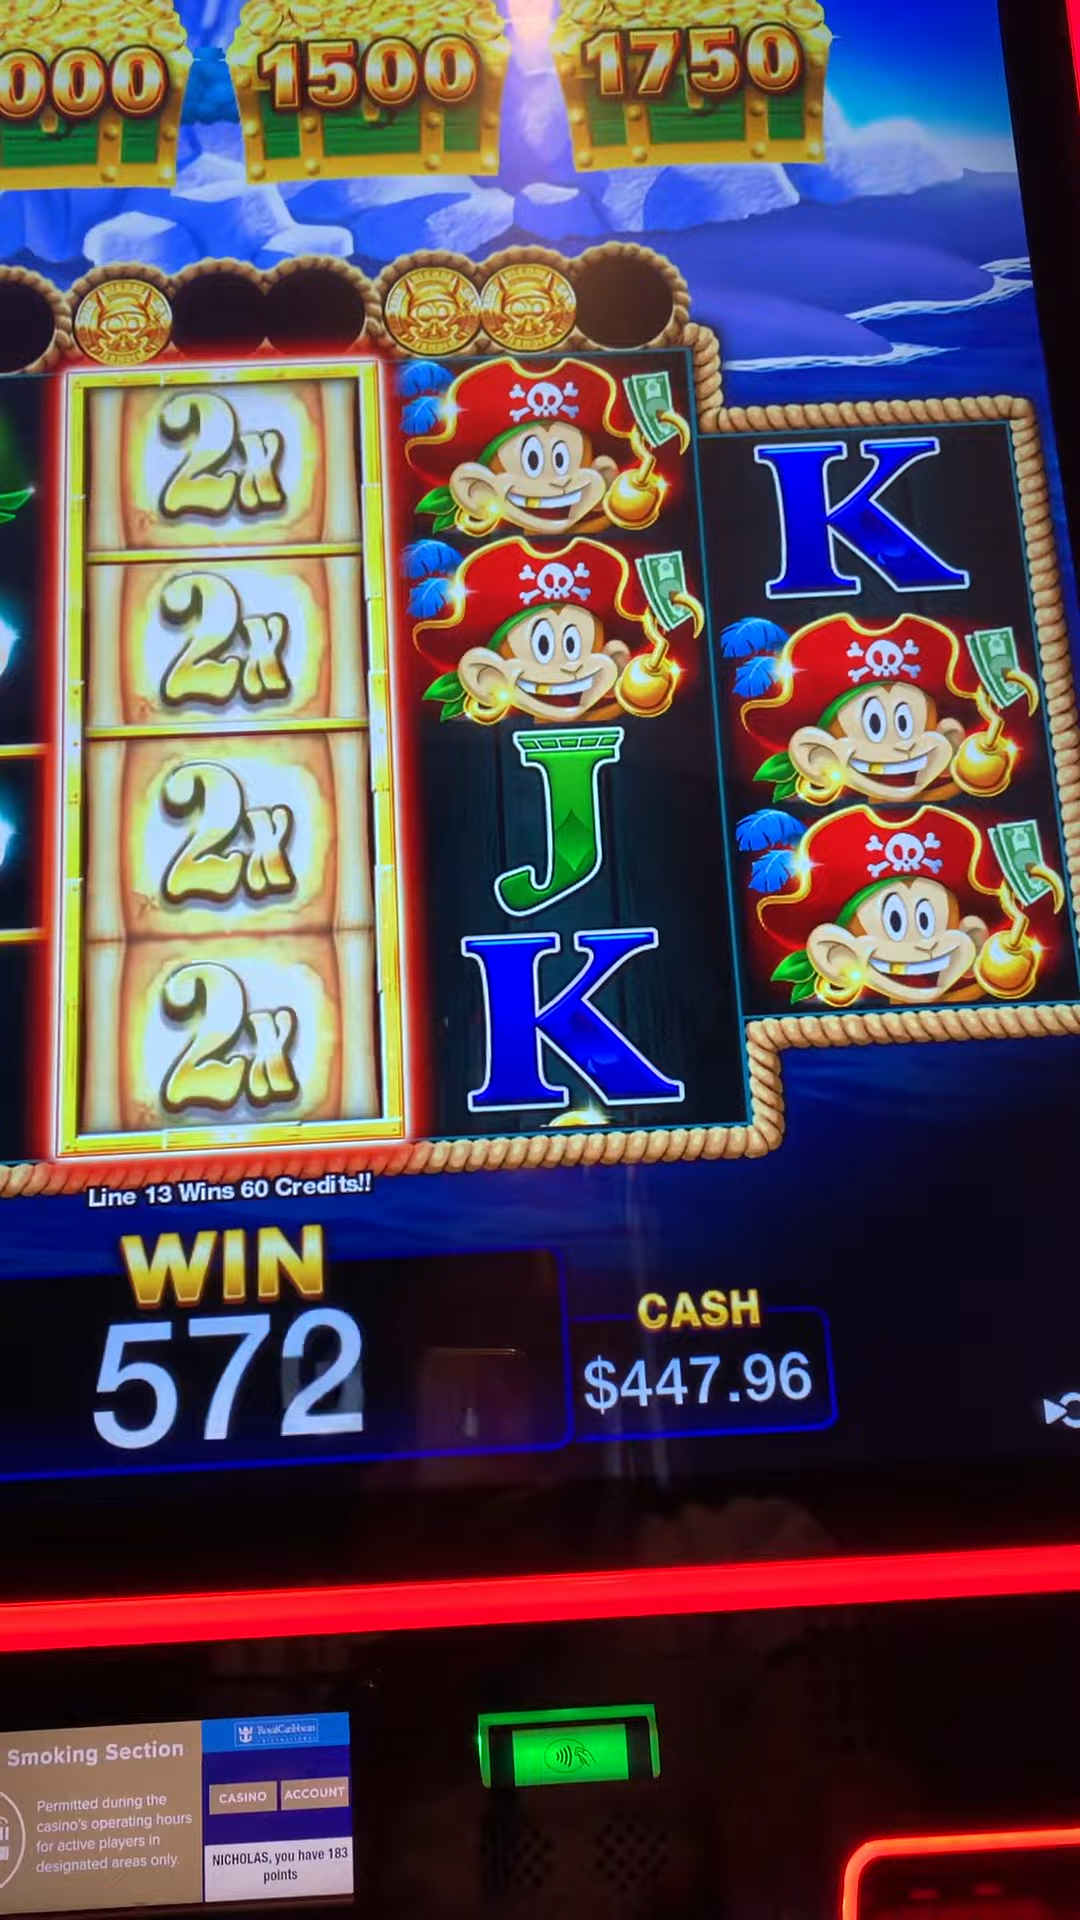 000 1500 1750
2x
2x
2x
2x
K
J
K
Line 13 Wins 60 Credits!!
WIN
572
CASH
$447.96
Smoking Section
Permitted during the
casino's operating hours
for active players in
designated areas only.
RoyalCaribbean
INTERNATIONAL
CASINO ACCOUNT
NICHOLAS, you have 183
points